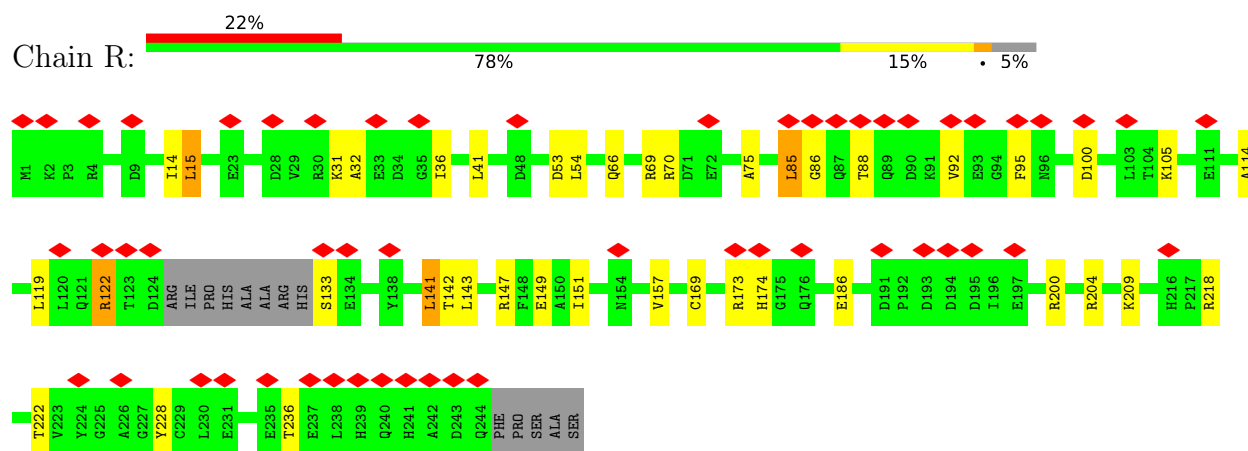 22%
Chain R:
78% 15% • 5%
M1 K2 P3 R4 D9 I14 L15 E23 D28 V29 R30 K31 A32 E33 D34 G35 I36 L41 D48 D53 L54 Q66 R69 R70 D71 E72 A75 L85 G86 Q87 T88 Q89 D90 K91 V92 E93 G94 F95 N96 D100 L103 T104 K105 E111 A114
L119 L120 Q121 R122 T123 D124 ARG ILE PRO HIS ALA ALA ARG HIS S133 E134 Y138 L141 T142 L143 R147 F148 E149 A150 I151 N154 V157 C169 R173 H174 G175 Q176 E186 D191 P192 D193 D194 D195 I196 E197 R200 R204 K209 H216 P217 R218
T222 V223 Y224 G225 A226 G227 Y228 C229 L230 E231 E235 T236 E237 L238 H239 Q240 H241 A242 D243 Q244 PHE PRO SER ALA SER